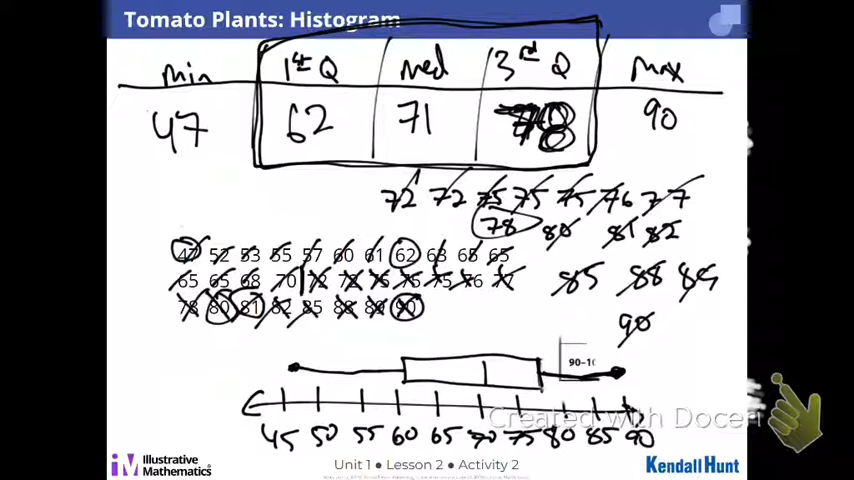 Tomato Plants: Histogram
min 1st Q med 3rd Q max
47 62 71 78 90
72 72 75 75 75 76 77
78 80 81 82
47 52 53 55 57 60 61 62 63 65 65
65 65 68 70 72 72 75 75 75 76 77
78 80 81 82 85 88 89 90
85 88 89
90
90-10
45 50 55 60 65 70 75 80 85 90
Created with Doceri
Illustrative Mathematics
Unit 1 • Lesson 2 • Activity 2
Kendall Hunt